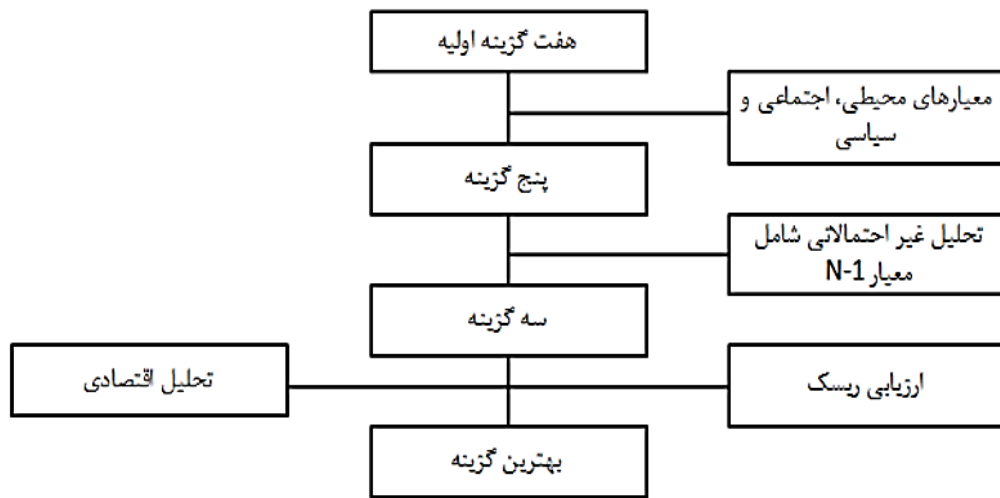 هفت گزینه اولیه
معیارهای محیطی، اجتماعی و
سیاسی
پنج گزینه
تحلیل غیر احتمالاتی شامل
معیار N-1
سه گزینه
ارزیابی ریسک
تحلیل اقتصادی
بهترین گزینه